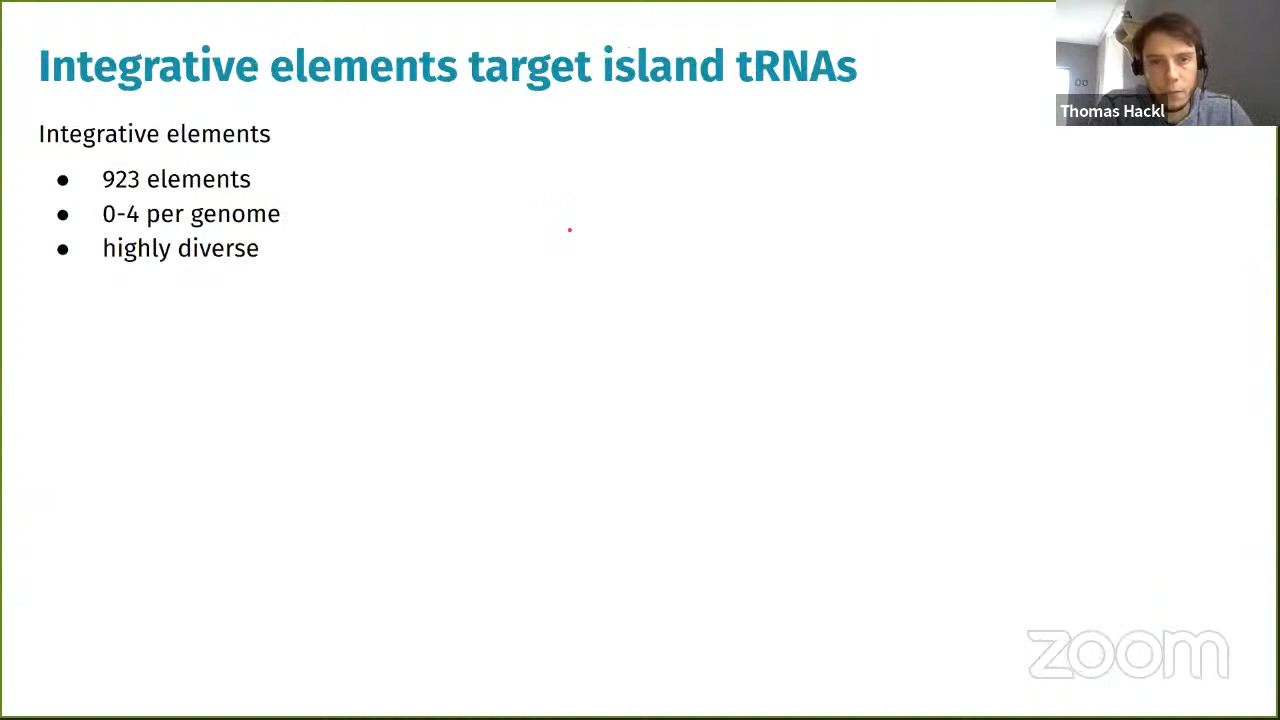 Integrative elements target island tRNAs
Thomas Hackl
Integrative elements
● 923 elements
● 0-4 per genome
● highly diverse
zoom